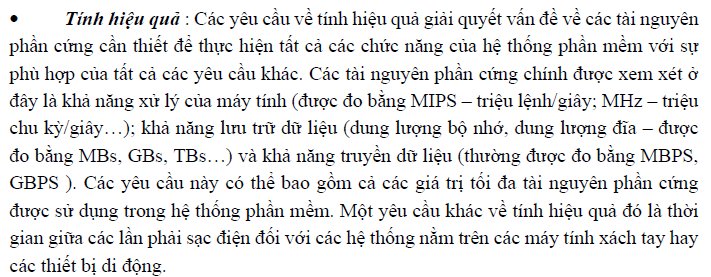 • Tính hiệu quả : Các yêu cầu về tính hiệu quả giải quyết vấn đề về các tài nguyên
phần cứng cần thiết để thực hiện tất cả các chức năng của hệ thống phần mềm với sự
phù hợp của tất cả các yêu cầu khác. Các tài nguyên phần cứng chính được xem xét ở
đây là khả năng xử lý của máy tính (được đo bằng MIPS – triệu lệnh/giây; MHz – triệu
chu kỳ/giây…); khả năng lưu trữ dữ liệu (dung lượng bộ nhớ, dung lượng đĩa – được
đo bằng MBs, GBs, TBs…) và khả năng truyền dữ liệu (thường được đo bằng MBPS,
GBPS ). Các yêu cầu này có thể bao gồm cả các giá trị tối đa tài nguyên phần cứng
được sử dụng trong hệ thống phần mềm. Một yêu cầu khác về tính hiệu quả đó là thời
gian giữa các lần phải sạc điện đối với các hệ thống nằm trên các máy tính xách tay hay
các thiết bị di động.